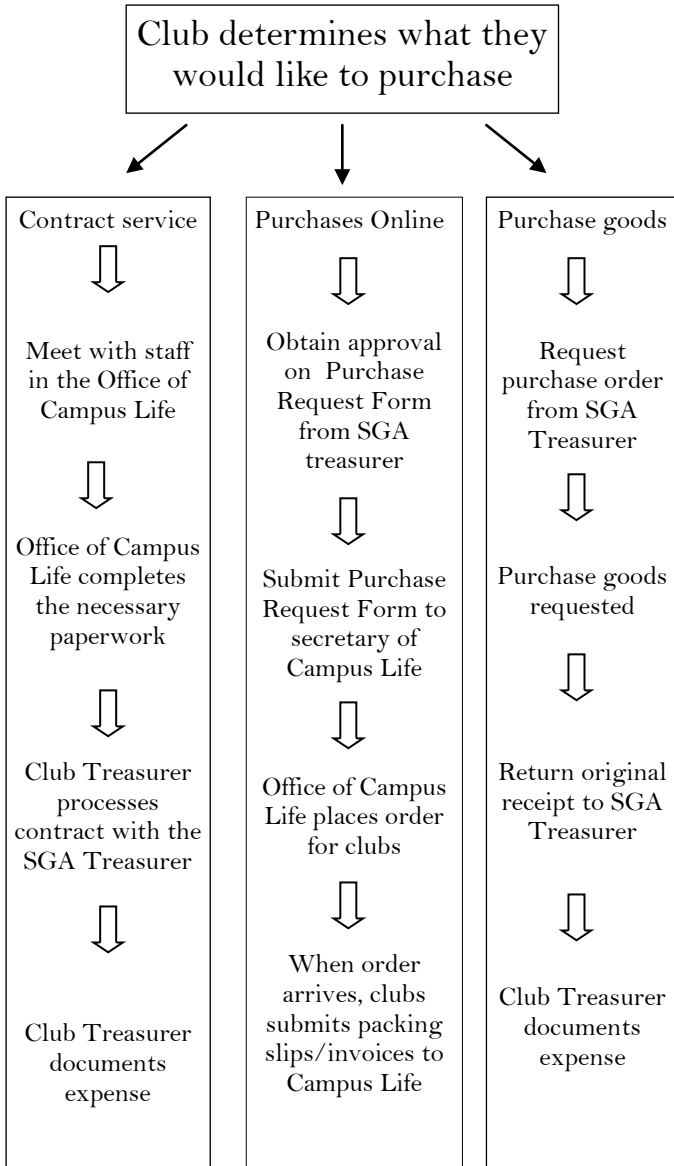 Club determines what they
would like to purchase
Contract service
Meet with staff
in the Office of
Campus Life
Office of Campus
Life completes
the necessary
paperwork
Club Treasurer
processes
contract with the
SGA Treasurer
Club Treasurer
documents
expense
Purchases Online
Obtain approval
on Purchase
Request Form
from SGA
treasurer
Submit Purchase
Request Form to
secretary of
Campus Life
Office of Campus
Life places order
for clubs
When order
arrives, clubs
submits packing
slips/invoices to
Campus Life
Purchase goods
Request
purchase order
from SGA
Treasurer
Purchase goods
requested
Return original
receipt to SGA
Treasurer
Club Treasurer
documents
expense